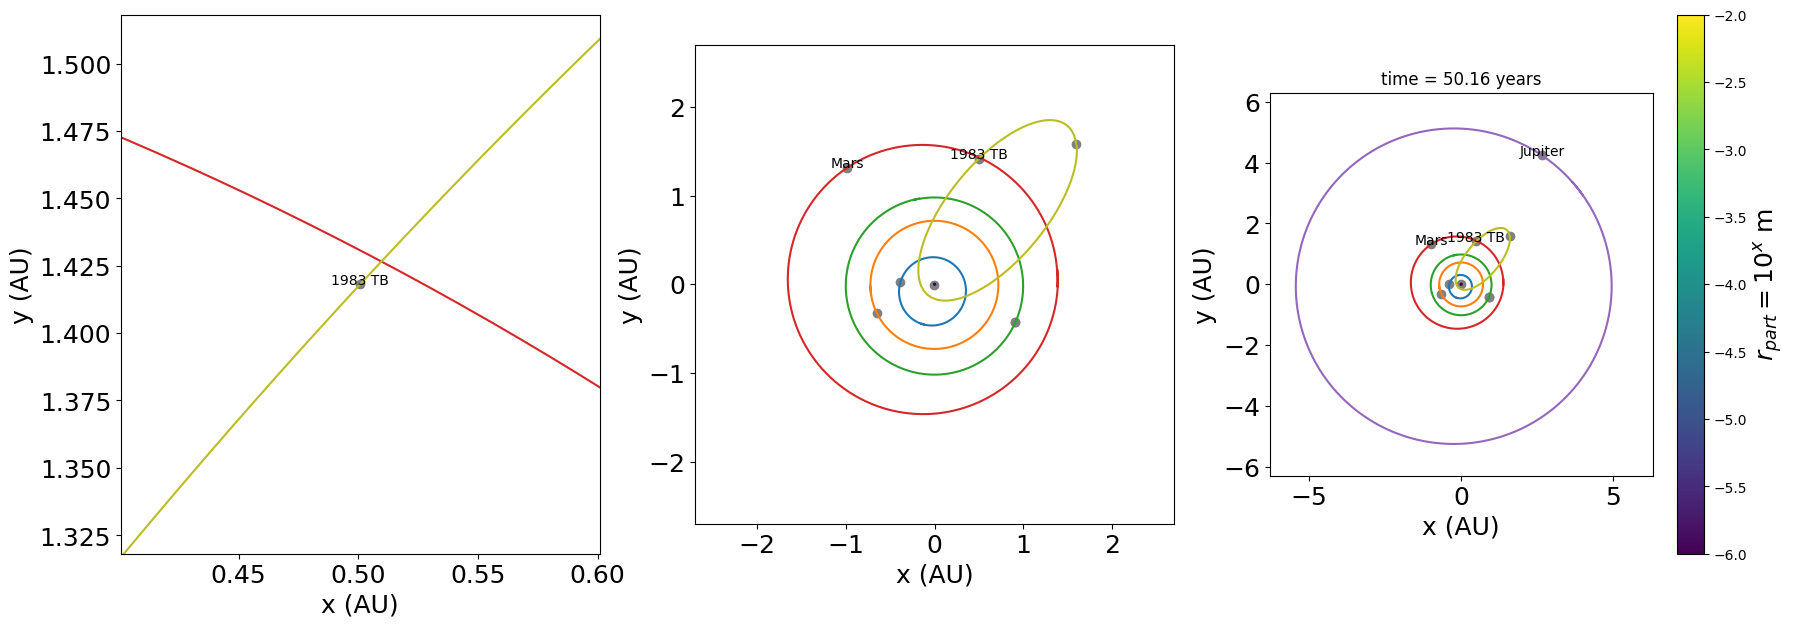 1.500
1.475
1.450
1.425
1.400
1.375
1.350
1.325
y (AU)
1983 TB
0.45 0.50 0.55 0.60
x (AU)
2
1
0
−1
−2
y (AU)
Mars
1983 TB
−2 −1 0 1 2
x (AU)
time = 50.16 years
6
4
2
0
−2
−4
−6
y (AU)
Jupiter
Mars 1983 TB
−5 0 5
x (AU)
−2.0
−2.5
−3.0
−3.5
−4.0
−4.5
−5.0
−5.5
−6.0
r_part = 10^x m